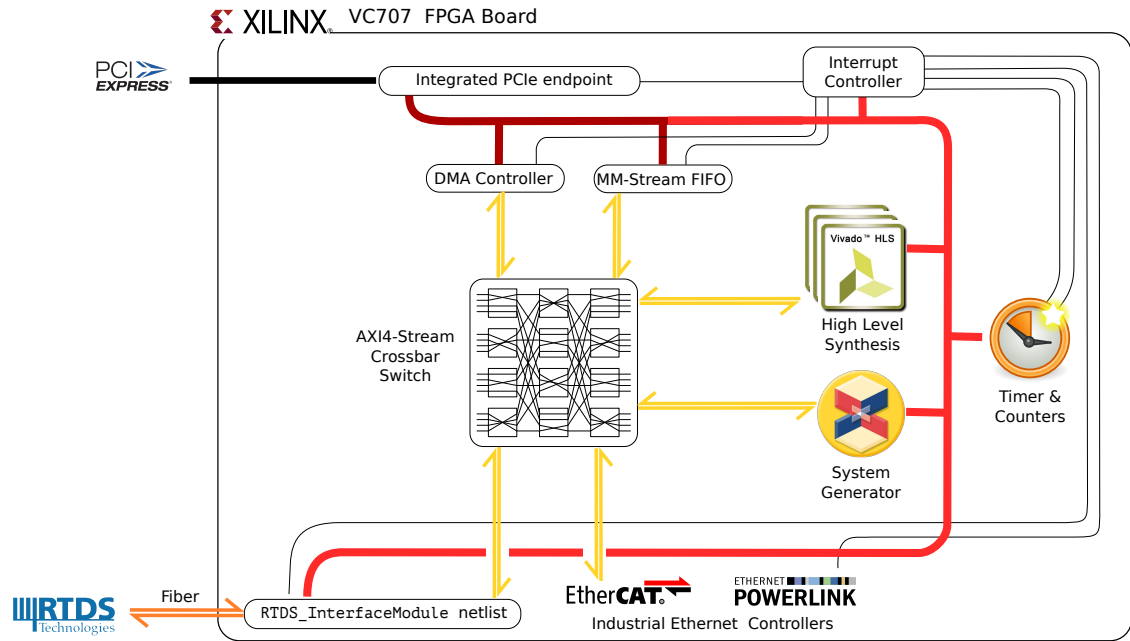 XILINX® VC707 FPGA Board
PCI
EXPRESS®
Integrated PCIe endpoint
Interrupt
Controller
DMA Controller
MM-Stream FIFO
Vivado™ HLS
AXI4-Stream
Crossbar
Switch
High Level
Synthesis
Timer &
Counters
System
Generator
RTDS
Technologies
Fiber
RTDS_InterfaceModule netlist
EtherCAT®
ETHERNET
POWERLINK
Industrial Ethernet Controllers